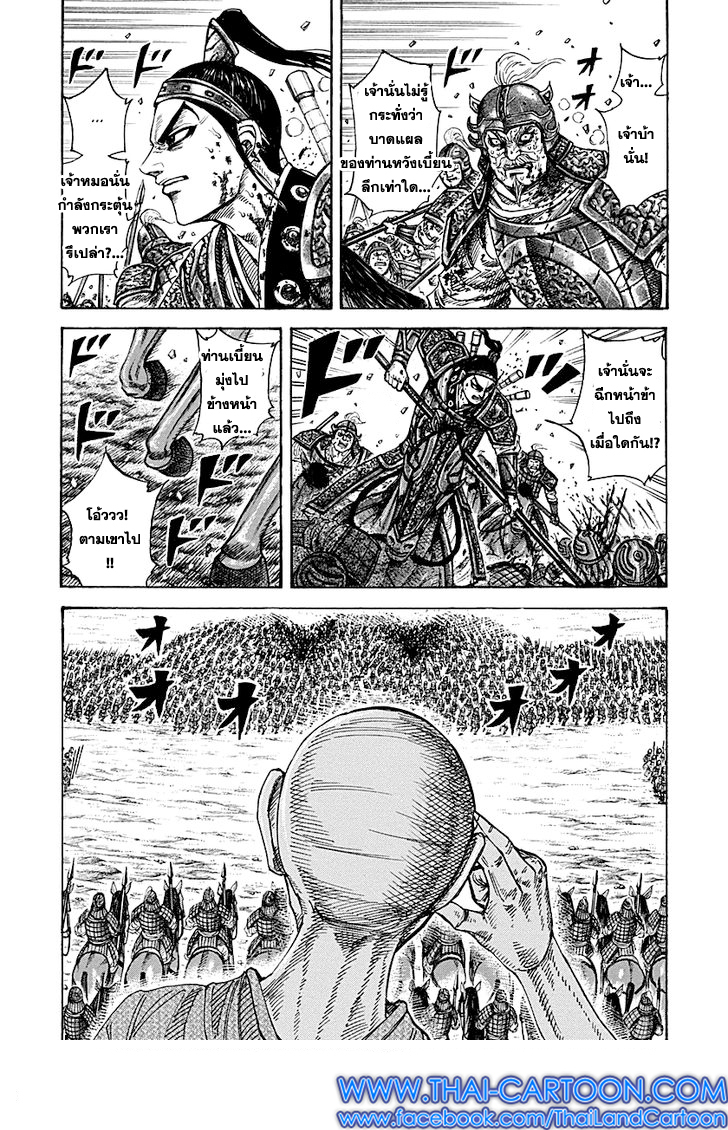 เจ้า...
เจ้าบ้า
นั่น!
เจ้านั่นไม่รู้
กระทั่งว่า
บาดแผล
ของท่านหวังเบี้ยน
ลึกเท่าใด...
...
เจ้าหมอนั่น
กำลังกระตุ้น
พวกเรา
รึเปล่า?...
ドド
オオ
ドド
เจ้านั่นจะ
ฉีกหน้าข้า
ไปถึง
เมื่อใดกัน!?
ドド
ท่านเบี้ยน
มุ่งไป
ข้างหน้า
แล้ว...
โอ้ววว!
ตามเขาไป
!!
ドドドド
オオ
オオオオ
WWW.THAI-CARTOON.COM
www.facebook.com/ThaiLandCartoon